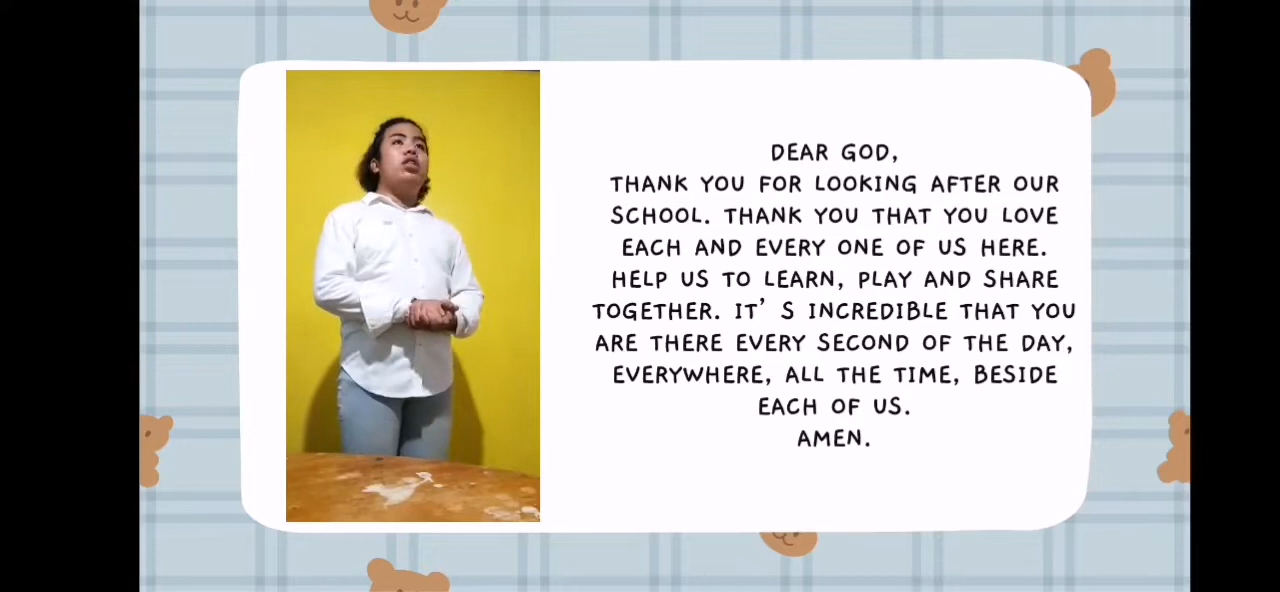 DEAR GOD,
THANK YOU FOR LOOKING AFTER OUR
SCHOOL. THANK YOU THAT YOU LOVE
EACH AND EVERY ONE OF US HERE.
HELP US TO LEARN, PLAY AND SHARE
TOGETHER. IT’ S INCREDIBLE THAT YOU
ARE THERE EVERY SECOND OF THE DAY,
EVERYWHERE, ALL THE TIME, BESIDE
EACH OF US.
AMEN.